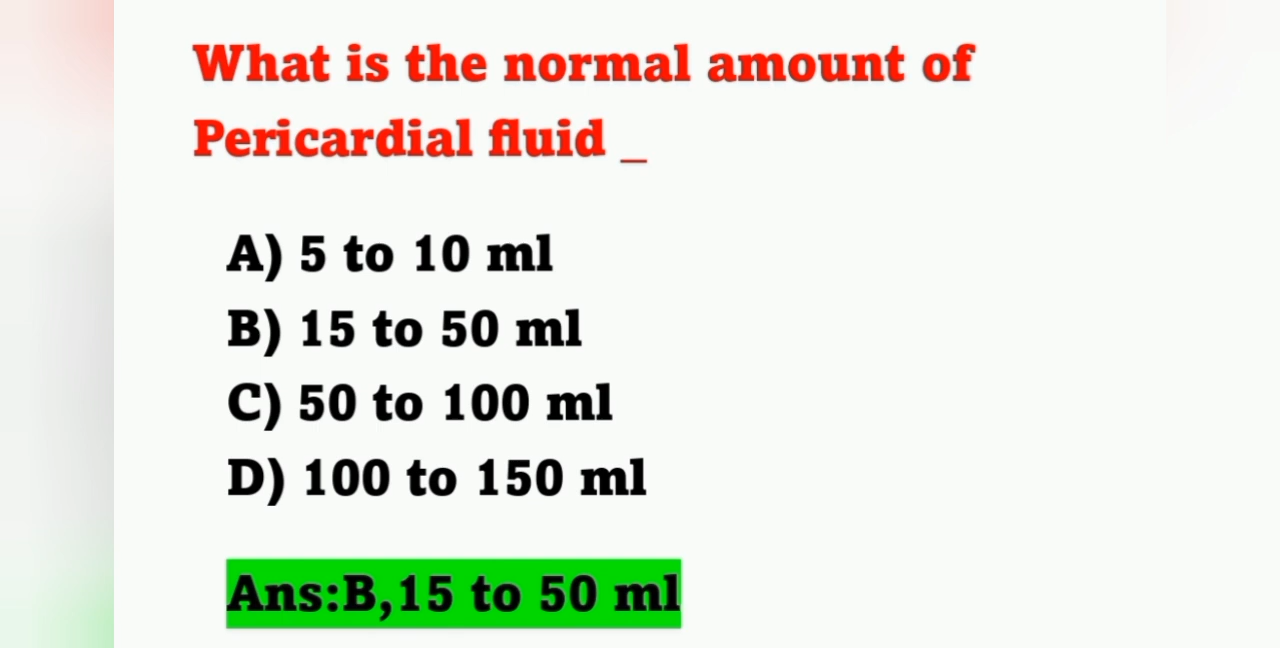 What is the normal amount of
Pericardial fluid _
A) 5 to 10 ml
B) 15 to 50 ml
C) 50 to 100 ml
D) 100 to 150 ml
Ans:B,15 to 50 ml